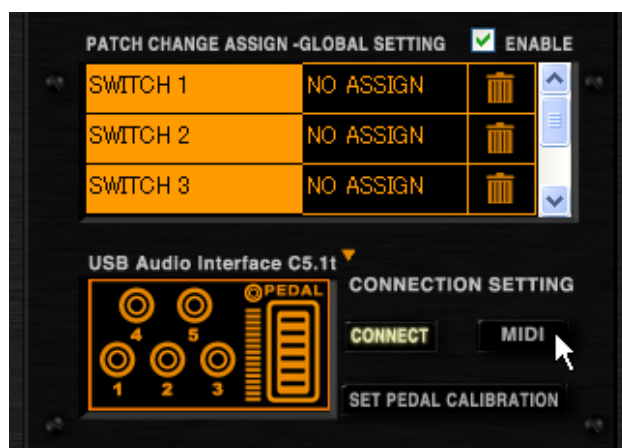 PATCH CHANGE ASSIGN -GLOBAL SETTING ENABLE
SWITCH 1 NO ASSIGN
SWITCH 2 NO ASSIGN
SWITCH 3 NO ASSIGN
USB Audio Interface C5.1t
PEDAL
4 5
1 2 3
CONNECTION SETTING
CONNECT MIDI
SET PEDAL CALIBRATION